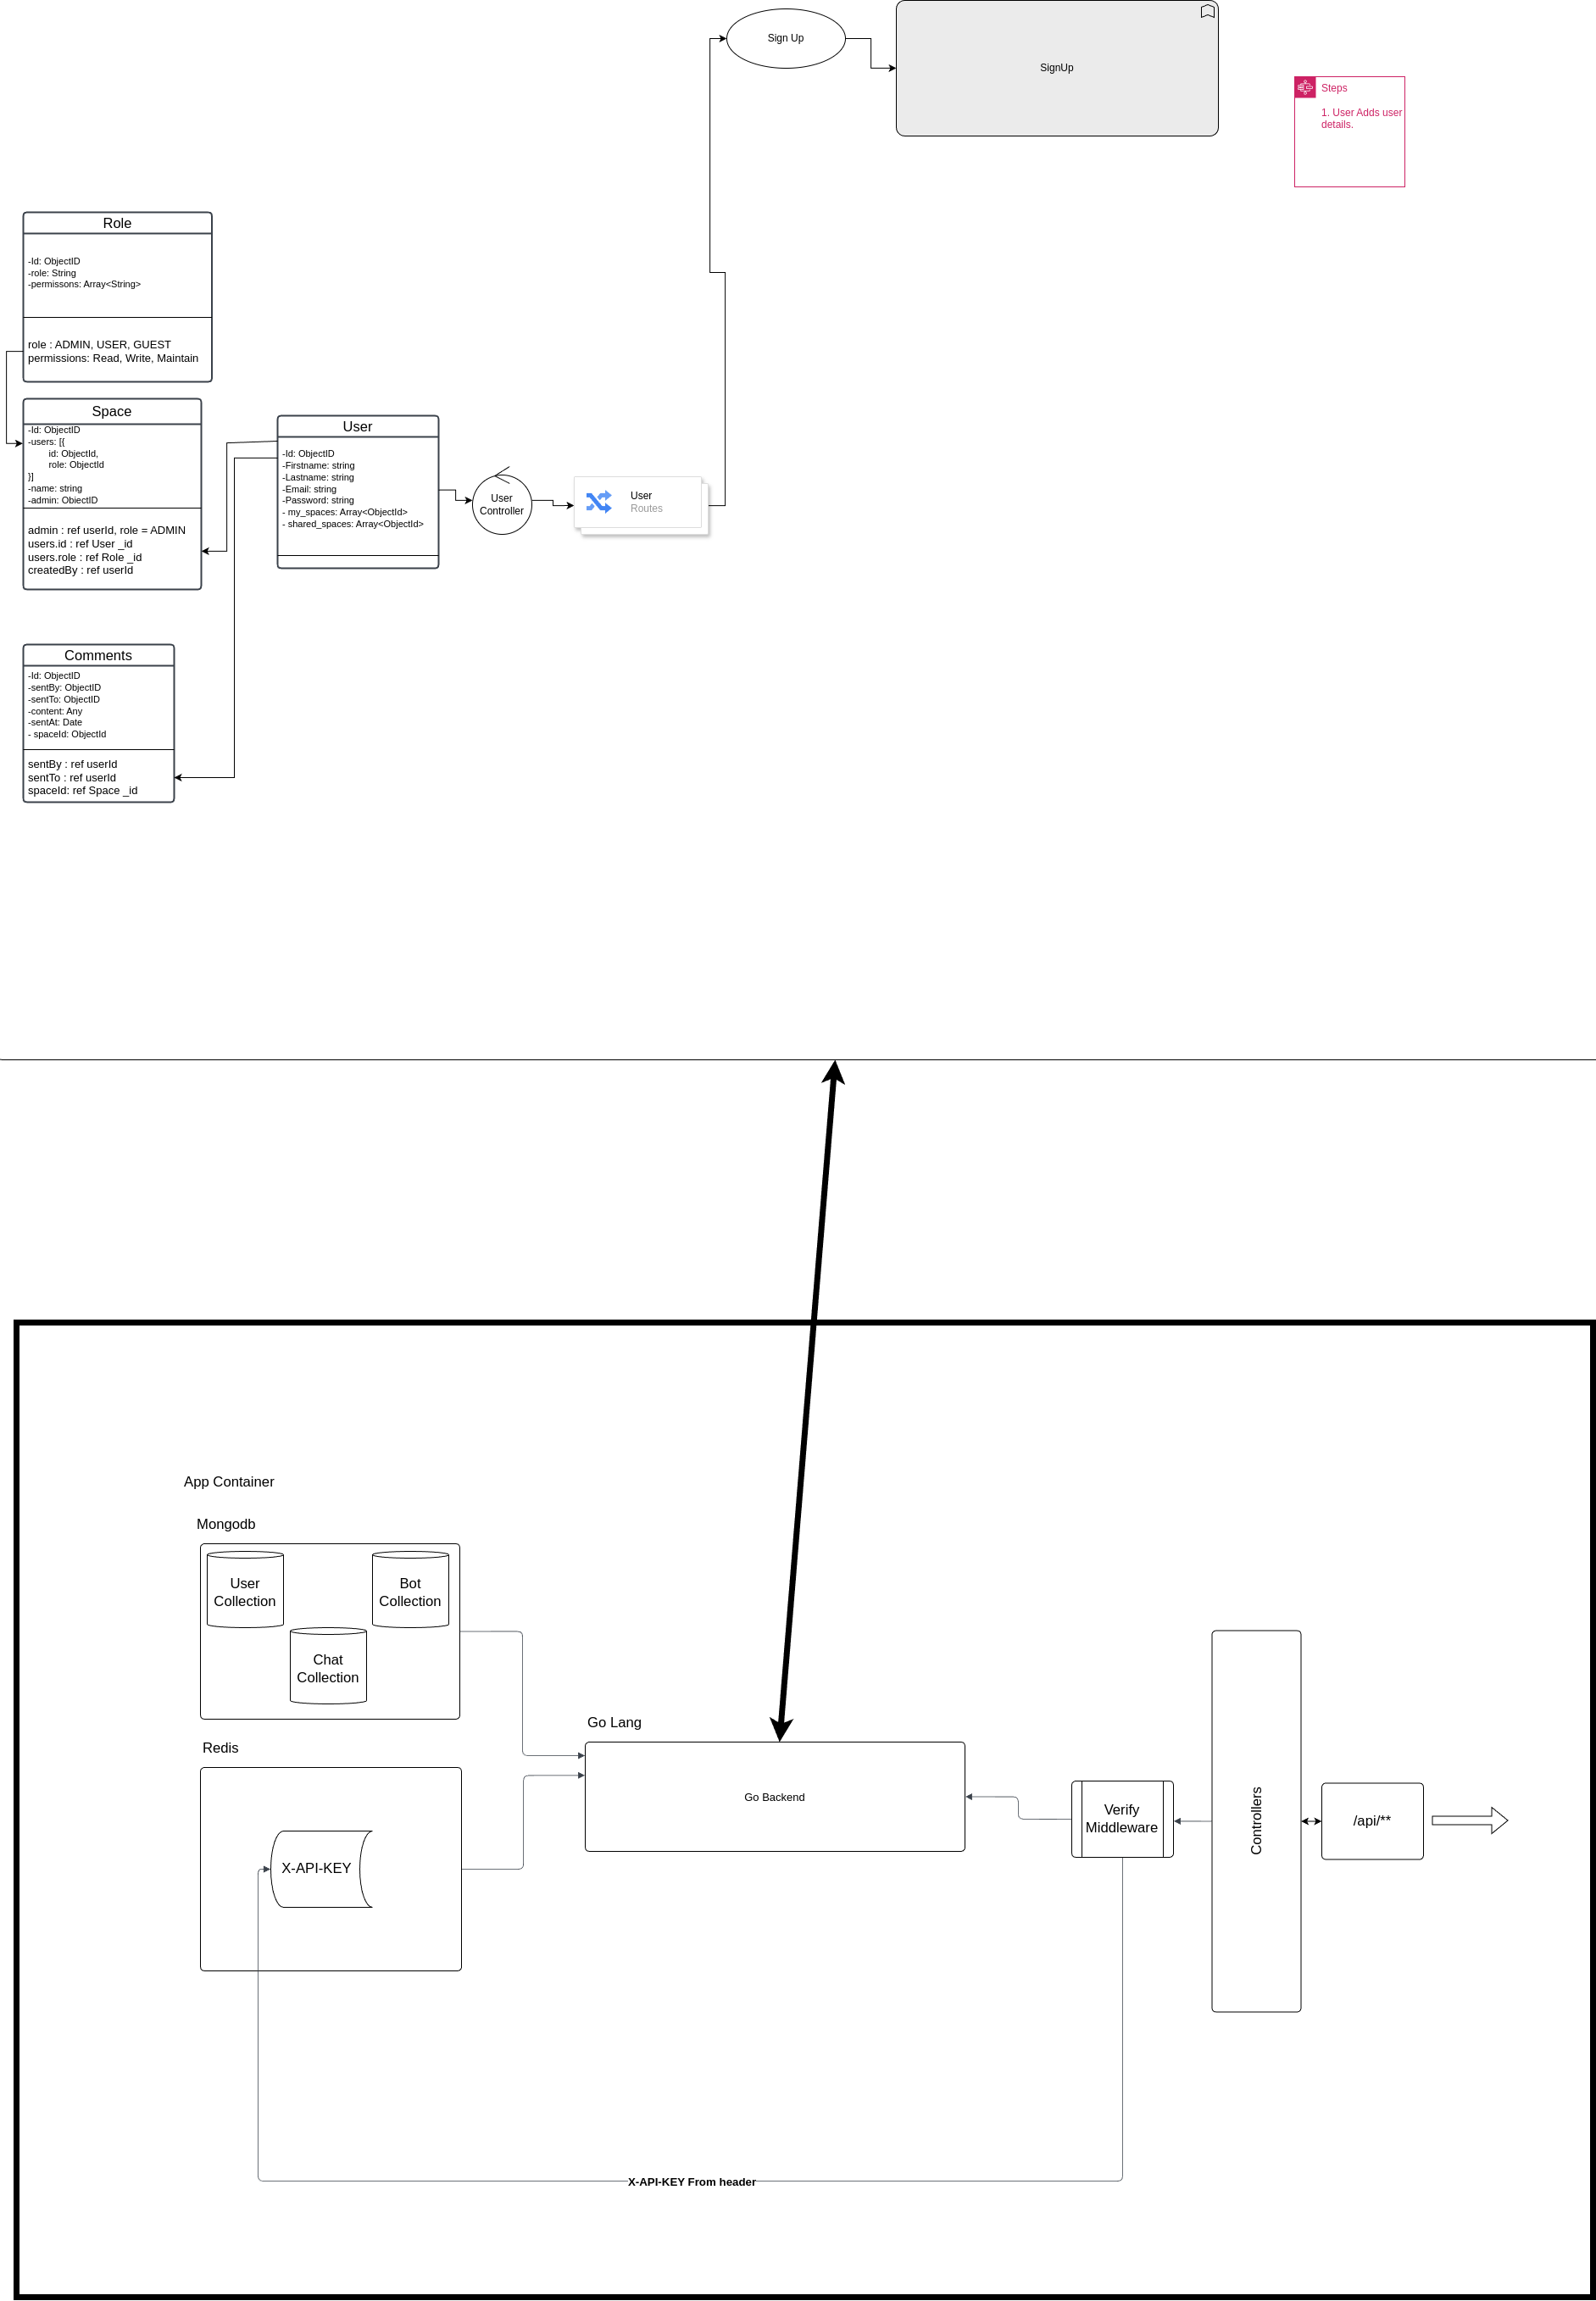 Sign Up
SignUp
Steps
1. User Adds user
details.
Role
-Id: ObjectID
-role: String
-permissons: Array<String>
role : ADMIN, USER, GUEST
permissions: Read, Write, Maintain
Space
-Id: ObjectID
-users: [{
id: ObjectId,
role: ObjectId
}]
-name: string
-admin: ObjectID
admin : ref userId, role = ADMIN
users.id : ref User _id
users.role : ref Role _id
createdBy : ref userId
User
-Id: ObjectID
-Firstname: string
-Lastname: string
-Email: string
-Password: string
- my_spaces: Array<ObjectId>
- shared_spaces: Array<ObjectId>
User
Controller
User
Routes
Comments
-Id: ObjectID
-sentBy: ObjectID
-sentTo: ObjectID
-content: Any
-sentAt: Date
- spaceId: ObjectId
sentBy : ref userId
sentTo : ref userId
spaceId: ref Space _id
App Container
Mongodb
User
Collection
Bot
Collection
Chat
Collection
Redis
X-API-KEY
Go Lang
Go Backend
Verify
Middleware
Controllers
/api/**
X-API-KEY From header